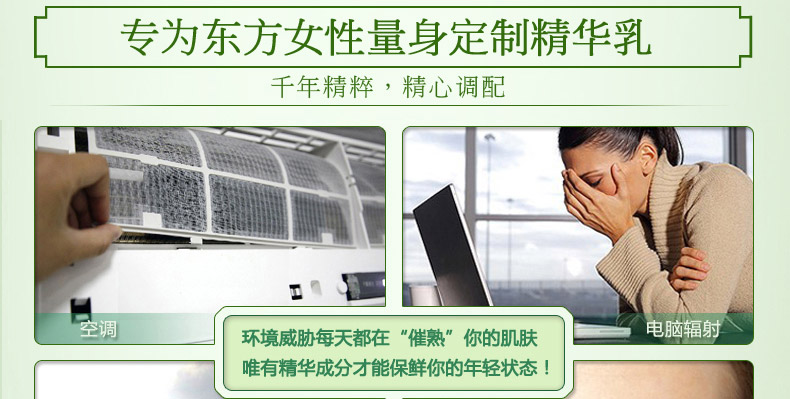 专为东方女性量身定制精华乳
千年精粹，精心调配
空调
电脑辐射
环境威胁每天都在“催熟”你的肌肤
唯有精华成分才能保鲜你的年轻状态！